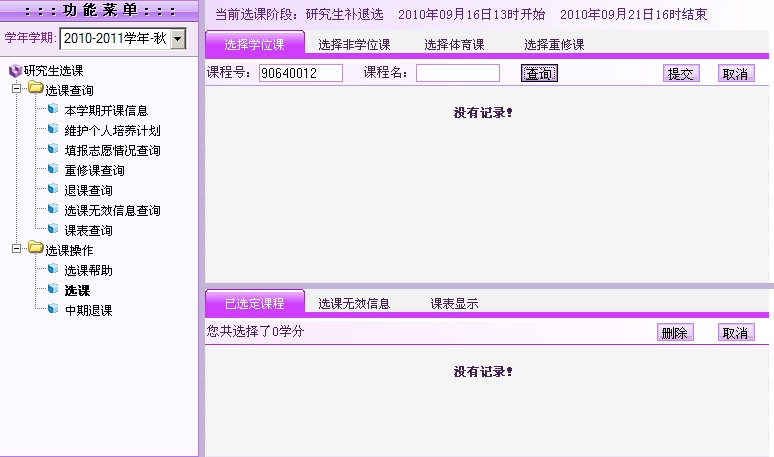 : : : 功 能 菜 单 : : :
学年学期: 2010-2011学年-秋
研究生选课
选课查询
本学期开课信息
维护个人培养计划
填报志愿情况查询
重修课查询
退课查询
选课无效信息查询
课表查询
选课操作
选课帮助
选课
中期退课
当前选课阶段：研究生补退选 2010年09月16日13时开始 2010年09月21日16时结束
选择学位课 选择非学位课 选择体育课 选择重修课
课程号：90640012 课程名： 查询 提交 取消
没有记录!
已选定课程 选课无效信息 课表显示
您共选择了0学分 删除 取消
没有记录!